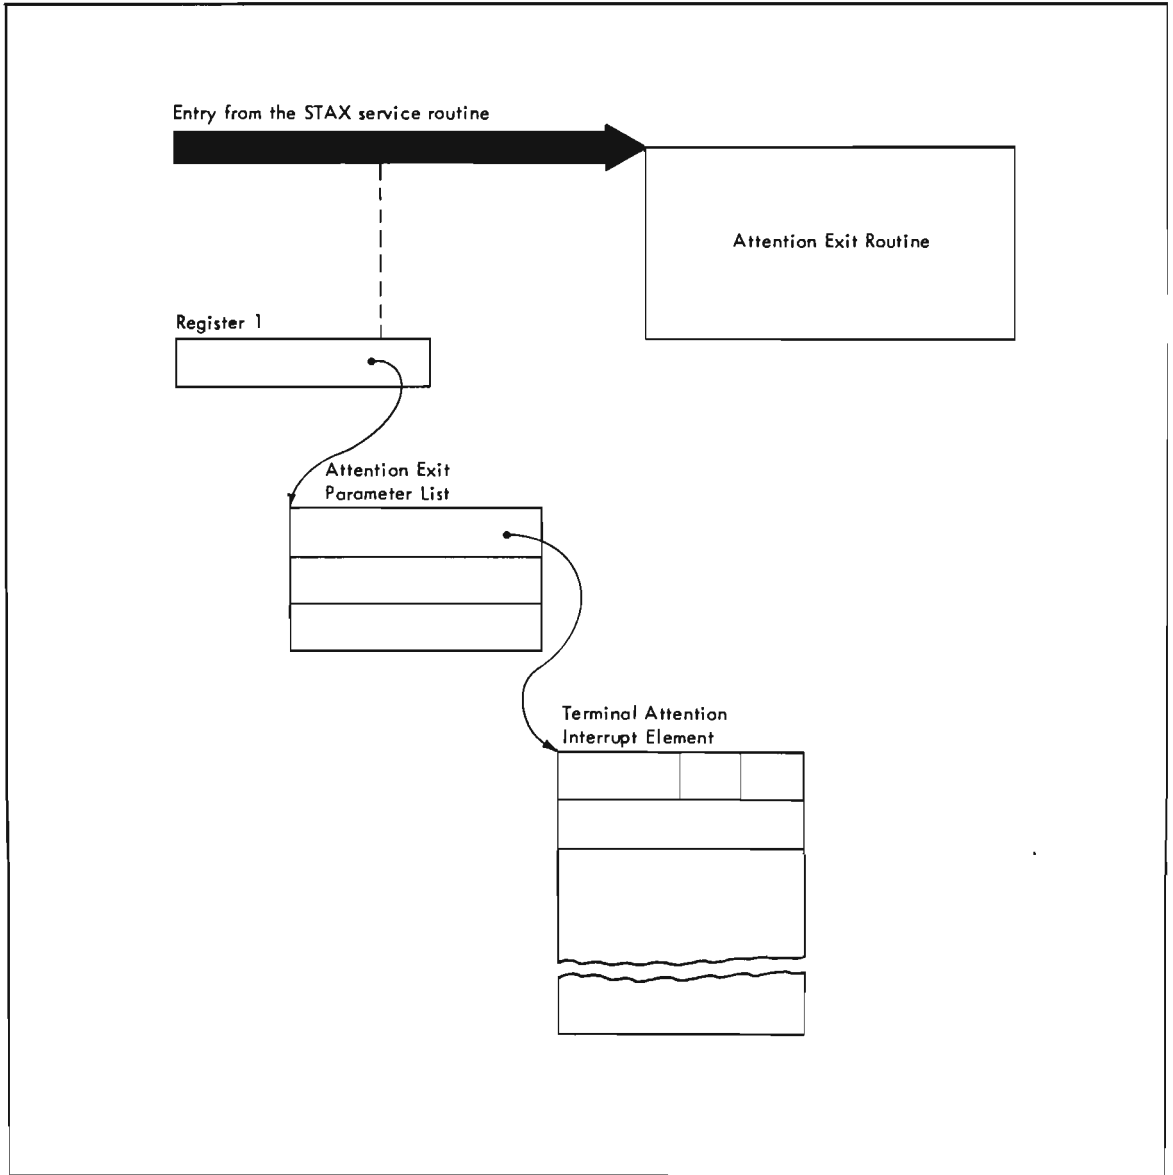 Entry from the STAX service routine
Attention Exit Routine
Register 1
Attention Exit
Parameter List
Terminal Attention
Interrupt Element